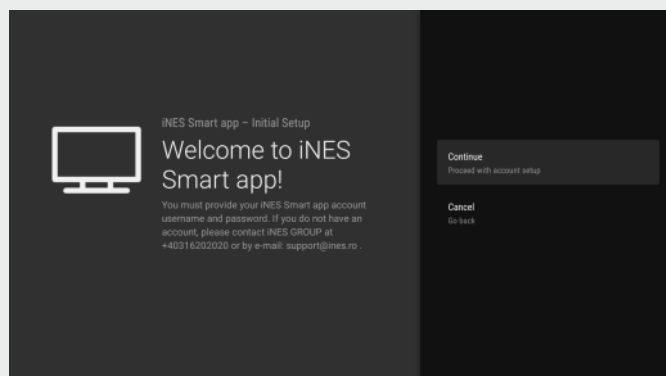 iNES Smart app – Initial Setup
Welcome to iNES
Smart app!
You must provide your iNES Smart app account
username and password. If you do not have an
account, please contact iNES GROUP at
+40316202020 or by e-mail: support@ines.ro .
Continue
Proceed with account setup
Cancel
Go back